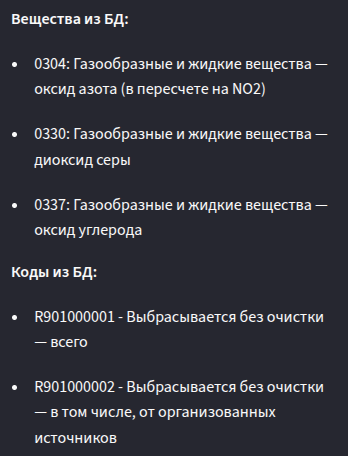 Вещества из БД:
• 0304: Газообразные и жидкие вещества —
оксид азота (в пересчете на NO2)
• 0330: Газообразные и жидкие вещества —
диоксид серы
• 0337: Газообразные и жидкие вещества —
оксид углерода
Коды из БД:
• R901000001 - Выбрасывается без очистки
— всего
• R901000002 - Выбрасывается без очистки
— в том числе, от организованных
источников